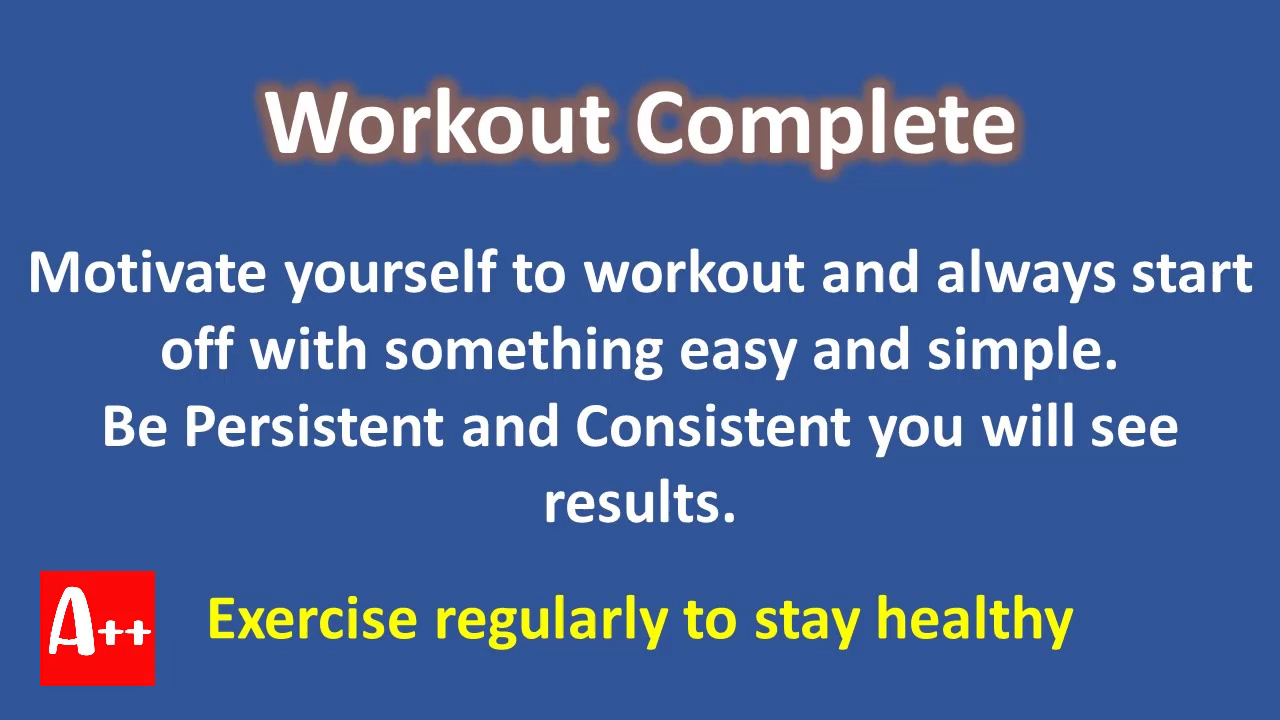 Workout Complete
Motivate yourself to workout and always start
off with something easy and simple.
Be Persistent and Consistent you will see
results.
A++
Exercise regularly to stay healthy